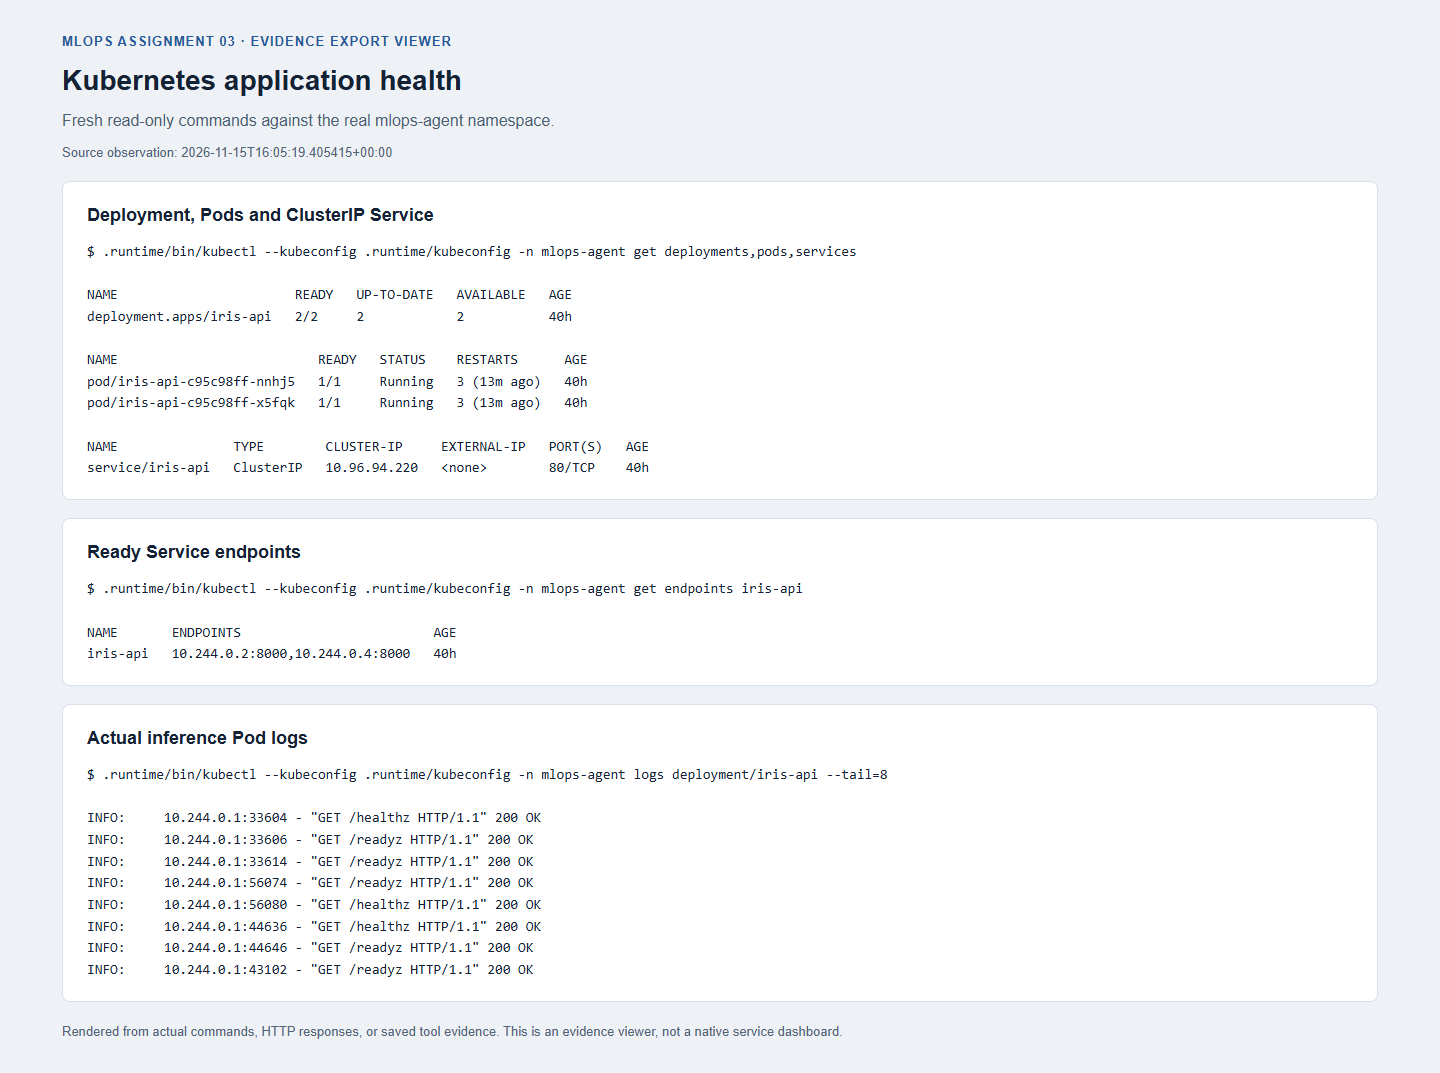 MLOPS ASSIGNMENT 03 · EVIDENCE EXPORT VIEWER
Kubernetes application health
Fresh read-only commands against the real mlops-agent namespace.
Source observation: 2026-11-15T16:05:19.405415+00:00
Deployment, Pods and ClusterIP Service
$ .runtime/bin/kubectl --kubeconfig .runtime/kubeconfig -n mlops-agent get deployments,pods,services
NAME READY UP-TO-DATE AVAILABLE AGE
deployment.apps/iris-api 2/2 2 2 40h
NAME READY STATUS RESTARTS AGE
pod/iris-api-c95c98ff-nnhj5 1/1 Running 3 (13m ago) 40h
pod/iris-api-c95c98ff-x5fqk 1/1 Running 3 (13m ago) 40h
NAME TYPE CLUSTER-IP EXTERNAL-IP PORT(S) AGE
service/iris-api ClusterIP 10.96.94.220 <none> 80/TCP 40h
Ready Service endpoints
$ .runtime/bin/kubectl --kubeconfig .runtime/kubeconfig -n mlops-agent get endpoints iris-api
NAME ENDPOINTS AGE
iris-api 10.244.0.2:8000,10.244.0.4:8000 40h
Actual inference Pod logs
$ .runtime/bin/kubectl --kubeconfig .runtime/kubeconfig -n mlops-agent logs deployment/iris-api --tail=8
INFO: 10.244.0.1:33604 - "GET /healthz HTTP/1.1" 200 OK
INFO: 10.244.0.1:33606 - "GET /readyz HTTP/1.1" 200 OK
INFO: 10.244.0.1:33614 - "GET /readyz HTTP/1.1" 200 OK
INFO: 10.244.0.1:56074 - "GET /readyz HTTP/1.1" 200 OK
INFO: 10.244.0.1:56080 - "GET /healthz HTTP/1.1" 200 OK
INFO: 10.244.0.1:44636 - "GET /healthz HTTP/1.1" 200 OK
INFO: 10.244.0.1:44646 - "GET /readyz HTTP/1.1" 200 OK
INFO: 10.244.0.1:43102 - "GET /readyz HTTP/1.1" 200 OK
Rendered from actual commands, HTTP responses, or saved tool evidence. This is an evidence viewer, not a native service dashboard.